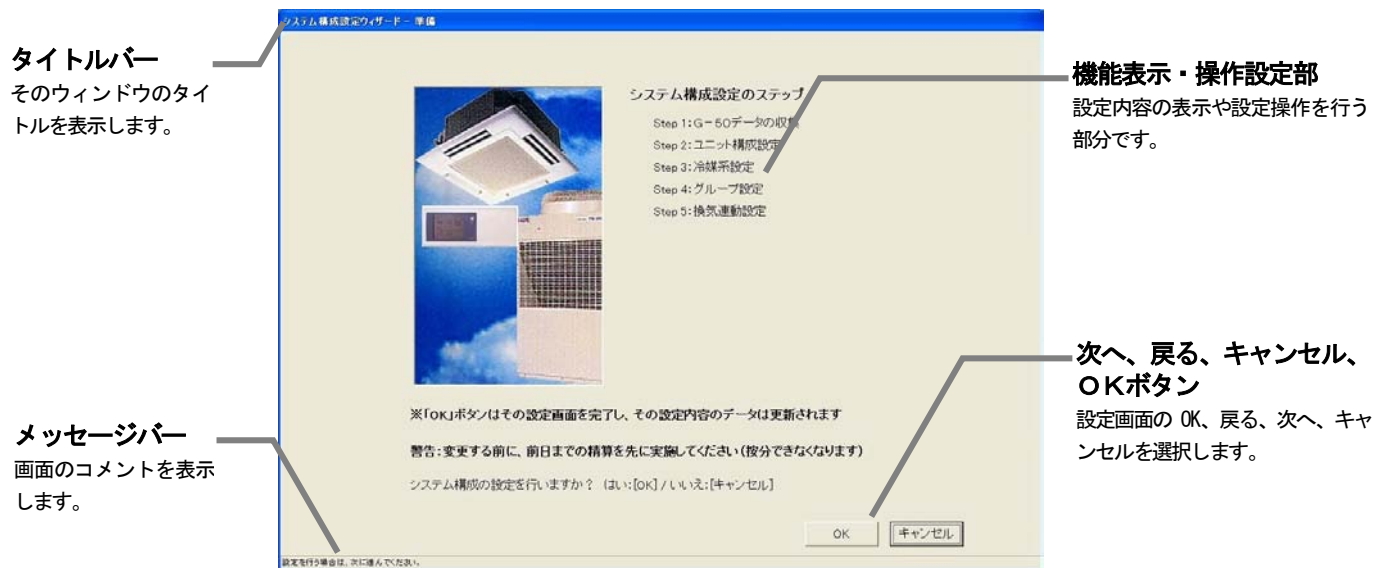 システム構成設定ウィザード － 準備
タイトルバー
そのウィンドウのタイ
トルを表示します。
機能表示・操作設定部
設定内容の表示や設定操作を行う
部分です。
システム構成設定のステップ
Step 1:G－50データの収集
Step 2:ユニット構成設定
Step 3:冷媒系設定
Step 4:グループ設定
Step 5:換気連動設定
次へ、戻る、キャンセル、
ＯＫボタン
設定画面の OK、戻る、次へ、キャ
ンセルを選択します。
※「OK」ボタンはその設定画面を完了し、その設定内容のデータは更新されます
警告:変更する前に、前日までの精算を先に実施してください(按分できなくなります)
システム構成の設定を行いますか？ (はい:[OK] / いいえ:[キャンセル]
メッセージバー
画面のコメントを表示
します。
OK
キャンセル
設定を行う場合は、次に進んでください。